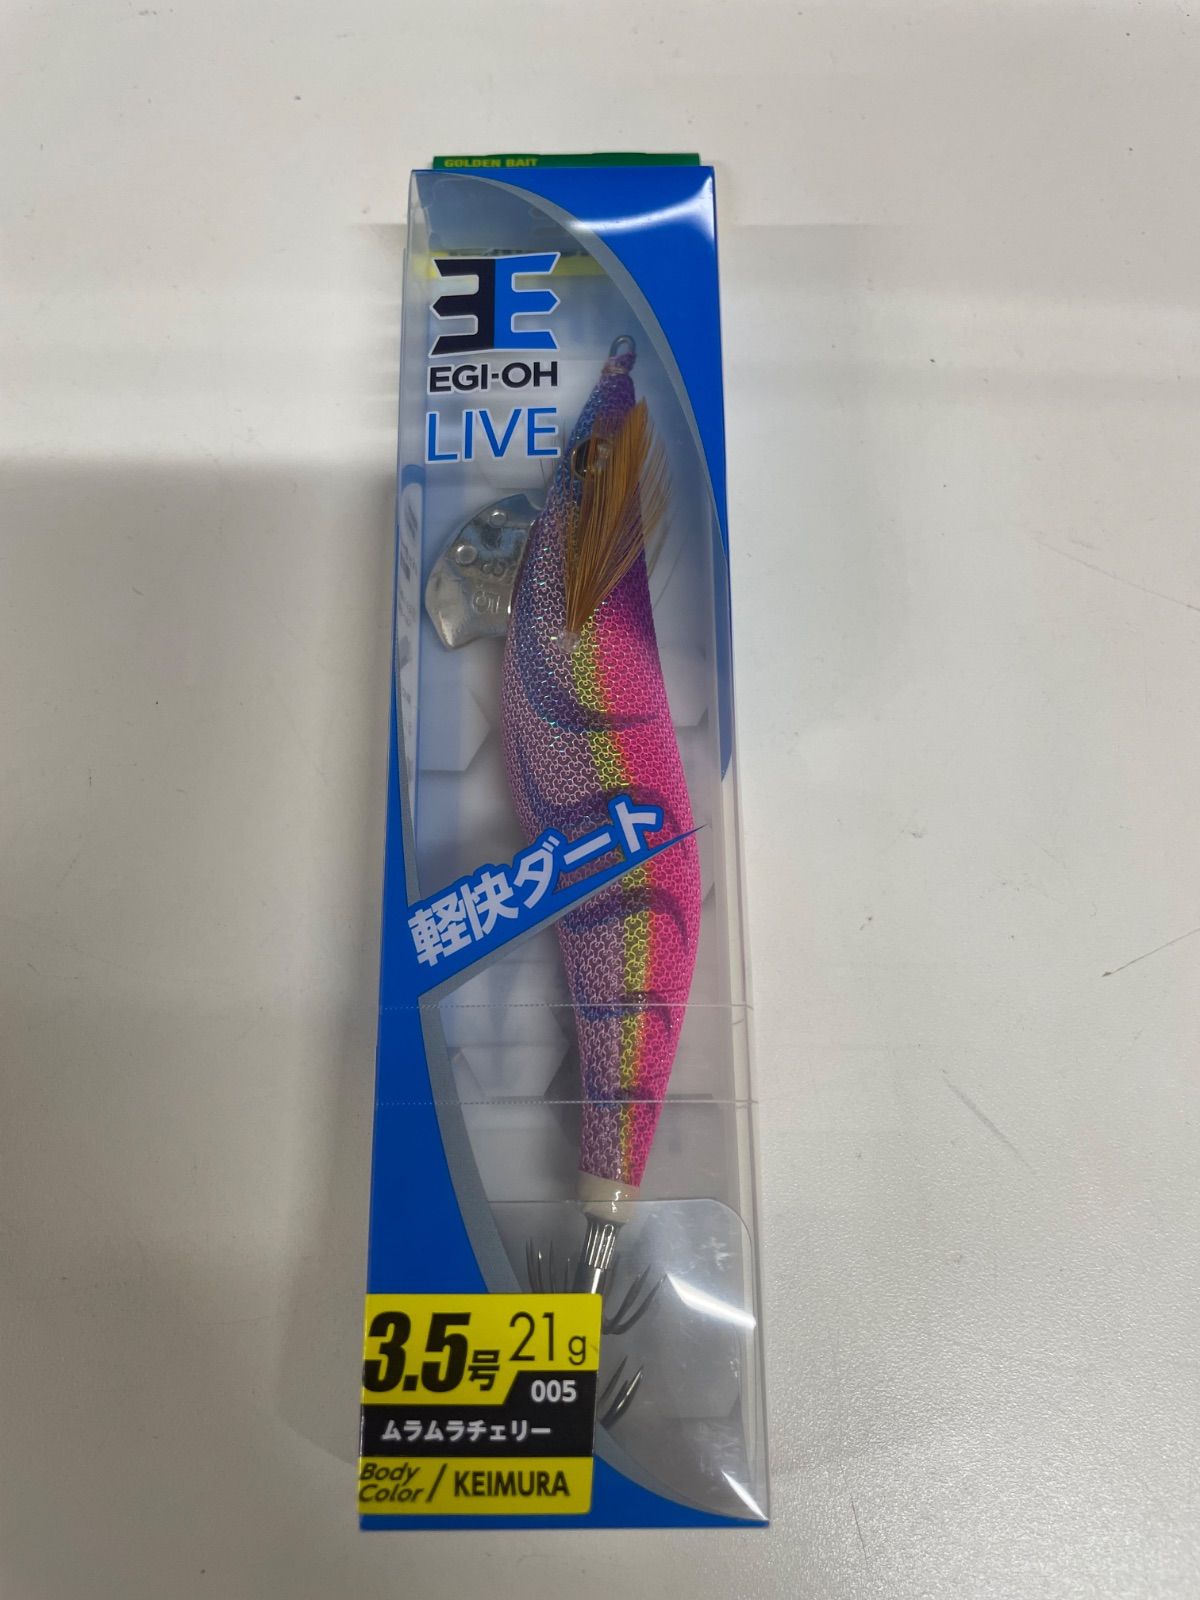 GOLDEN BAIT
EGI-OH
LIVE
軽快ダート
3.5号 21g
005
ムラムラチェリー
Body Color / KEIMURA